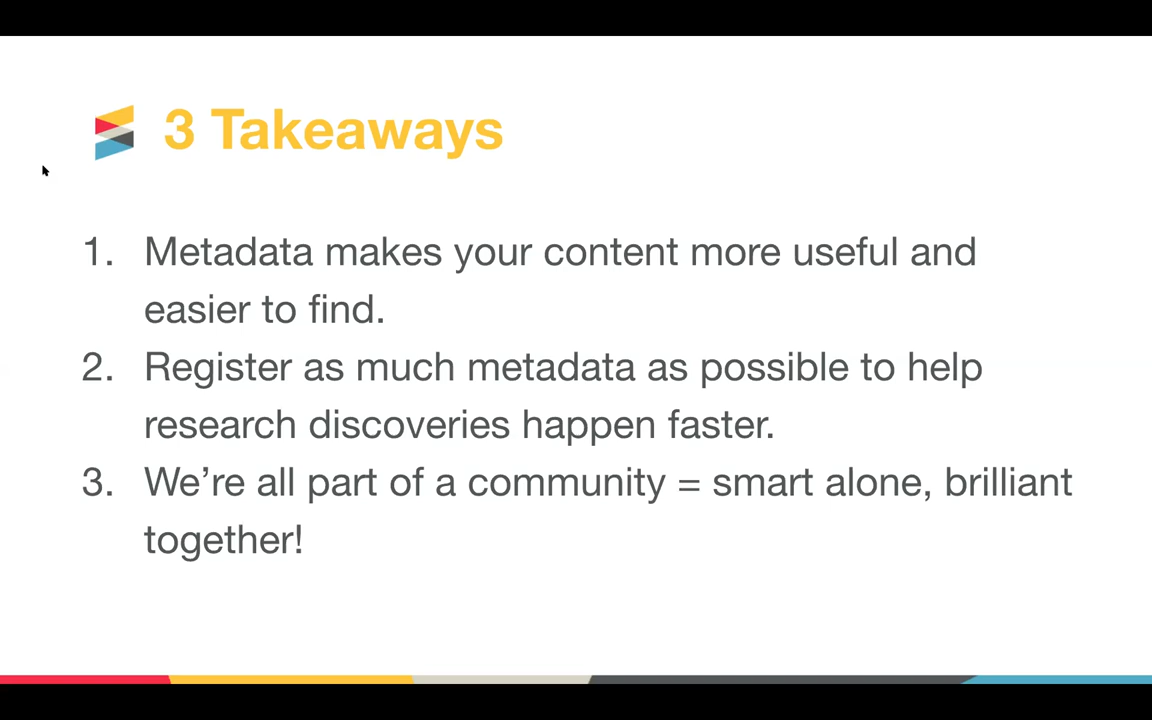 3 Takeaways
1. Metadata makes your content more useful and
easier to find.
2. Register as much metadata as possible to help
research discoveries happen faster.
3. We’re all part of a community = smart alone, brilliant
together!